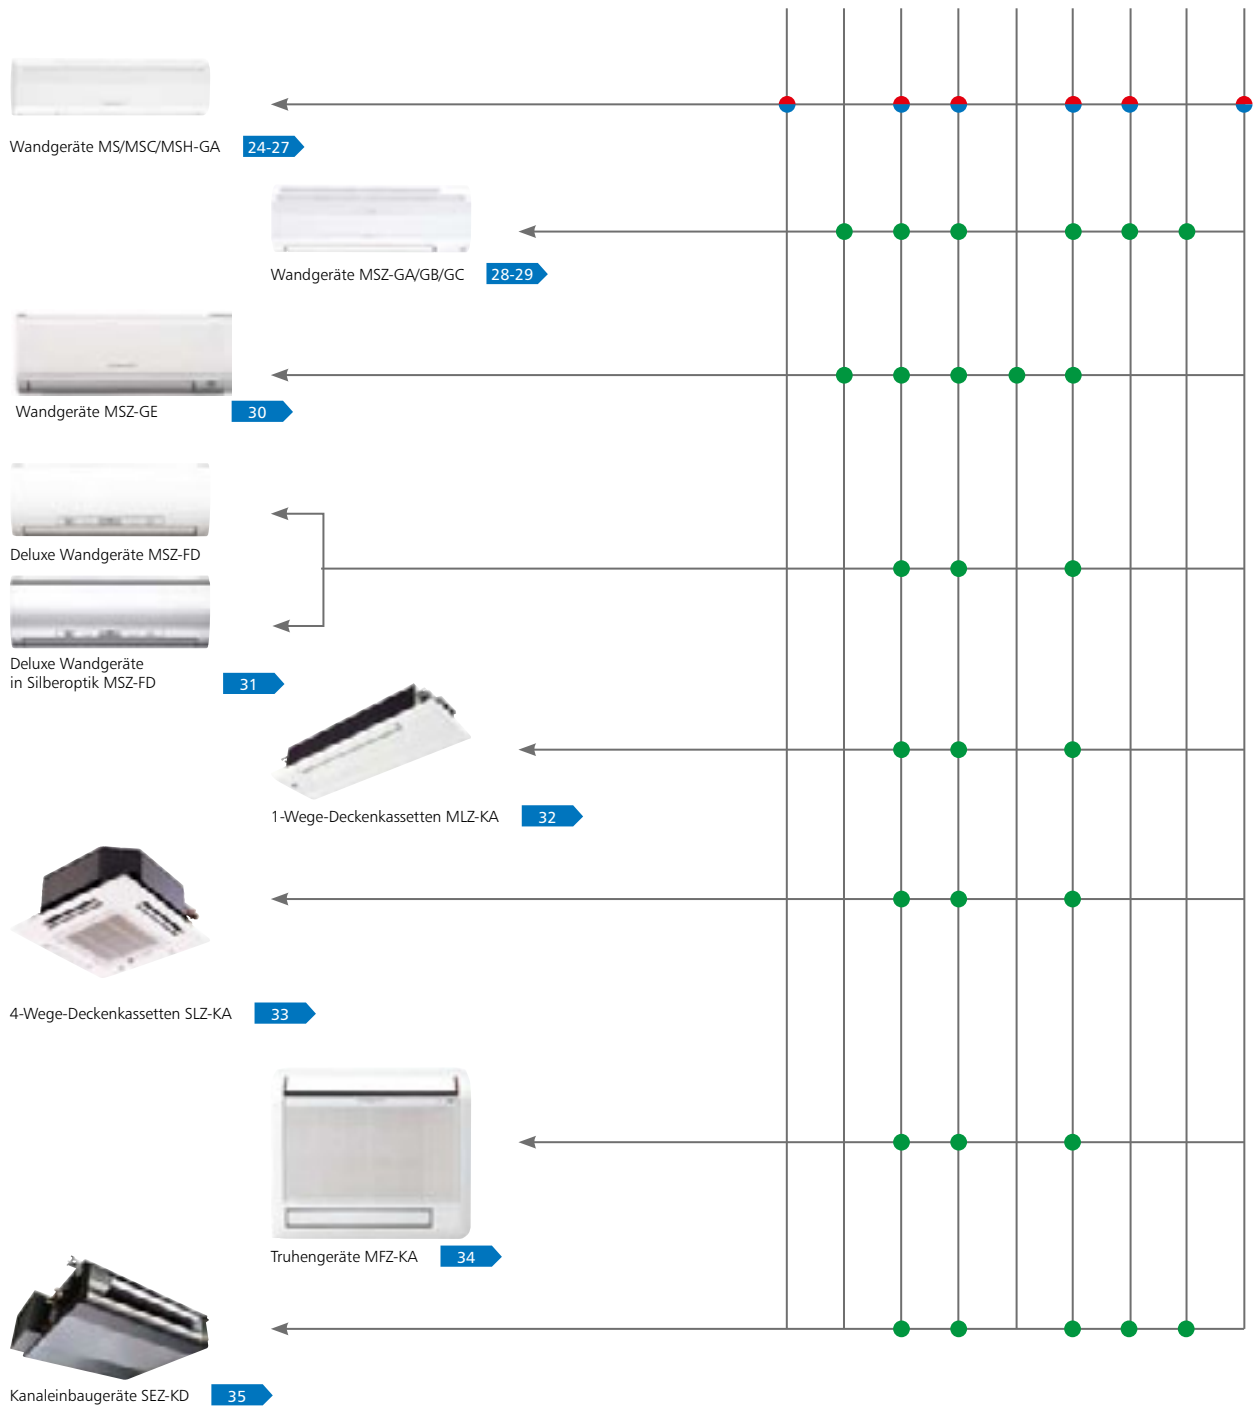 Wandgeräte MS/MSC/MSH-GA 24-27
Wandgeräte MSZ-GA/GB/GC 28-29
Wandgeräte MSZ-GE 30
Deluxe Wandgeräte MSZ-FD
Deluxe Wandgeräte
in Silberoptik MSZ-FD 31
1-Wege-Deckenkassetten MLZ-KA 32
4-Wege-Deckenkassetten SLZ-KA 33
Truhengeräte MFZ-KA 34
Kanaleinbaugeräte SEZ-KD 35